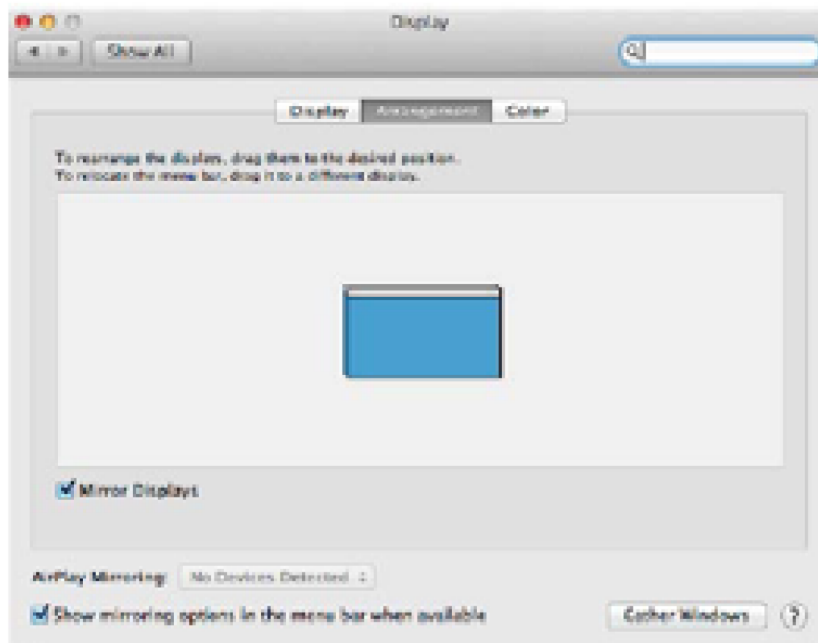 Display
Show All
Display Arrangement Color
To rearrange the displays, drag them to the desired position.
To relocate the menu bar, drag it to a different display.
Mirror Displays
AirPlay Mirroring: No Devices Detected
Show mirroring options in the menu bar when available
Gather Windows ?